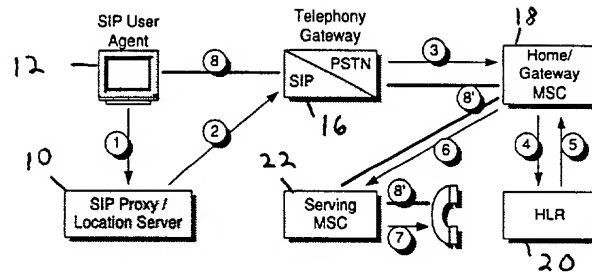 SIP User
Agent
12
8
Telephony
Gateway
SIP
PSTN
16
3
18
Home/
Gateway
MSC
8'
1
2
6
4
5
10
SIP Proxy /
Location Server
22
Serving
MSC
8'
7
HLR
20